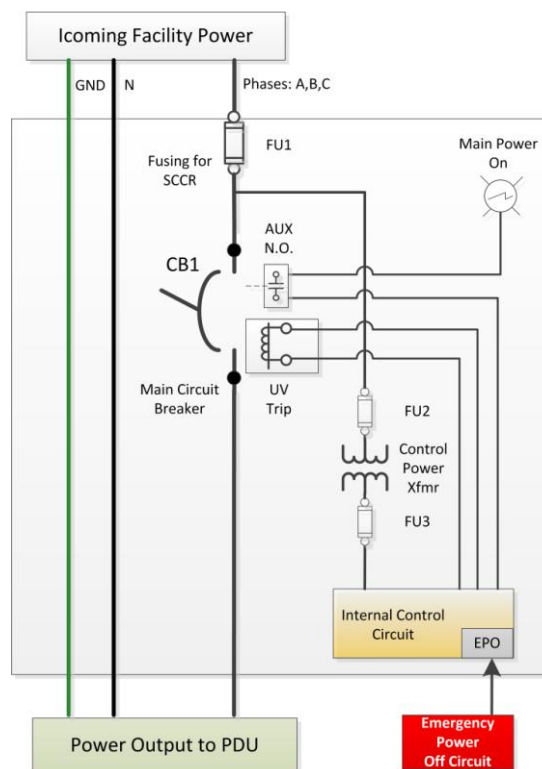 Icoming Facility Power
GND
N
Phases: A,B,C
FU1
Fusing for
SCCR
Main Power
On
AUX
N.O.
CB1
Main Circuit
Breaker
UV
Trip
FU2
Control
Power
Xfmr
FU3
Internal Control
Circuit
EPO
Power Output to PDU
Emergency
Power
Off Circuit